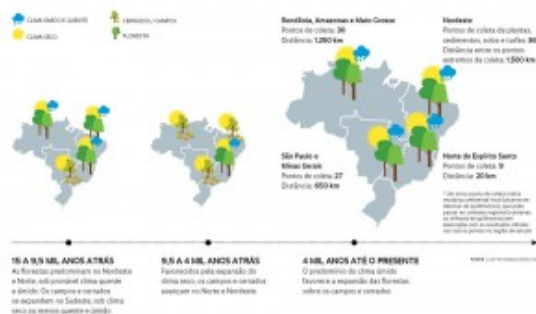 CLIMA ÚMIDO E QUENTE
CLIMA SECO
CERRADOS / CAMPOS
FLORESTA
Rondônia, Amazonas e Mato Grosso
Pontos de coleta: 30
Distância: 1.250 km
Nordeste
Pontos de coleta de plantas,
sedimentos, solos e turfas:
Distância entre os pontos
extremos da coleta: 1.500 km
São Paulo e
Minas Gerais
Pontos de coleta: 27
Distância: 650 km
Norte do Espírito Santo
Pontos de coleta: 9
Distância: 20 km
15 A 9,5 MIL ANOS ATRÁS
As florestas predominam no Nordeste
e Norte, sob provável clima quente
e úmido. Os campos e cerrados
se expandem no Sudeste, sob clima
seco ou menos quente e úmido
9,5 A 4 MIL ANOS ATRÁS
Favorecidos pela expansão do
clima seco, os campos e cerrados
avançam no Norte e Nordeste
4 MIL ANOS ATÉ O PRESENTE
O predomínio do clima úmido
favorece a expansão das florestas
sobre os campos e cerrados
FONTE